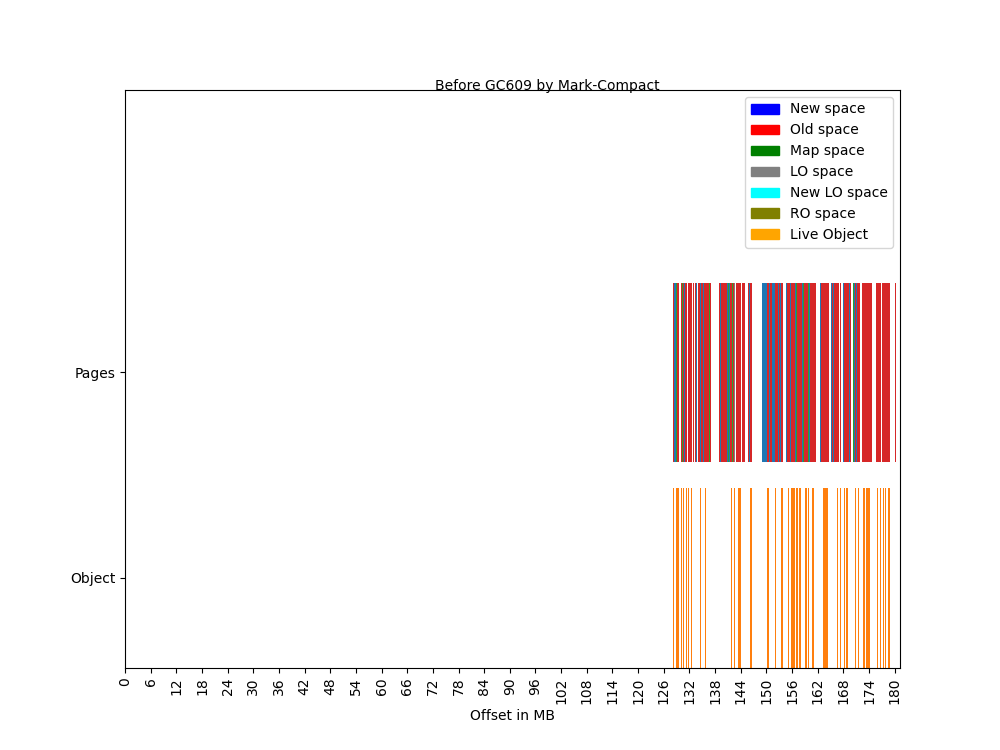 Before GC609 by Mark-Compact
New space
Old space
Map space
LO space
New LO space
RO space
Live Object
Pages
Object
0 6 12 18 24 30 36 42 48 54 60 66 72 78 84 90 96 102 108 114 120 126 132 138 144 150 156 162 168 174 180
Offset in MB